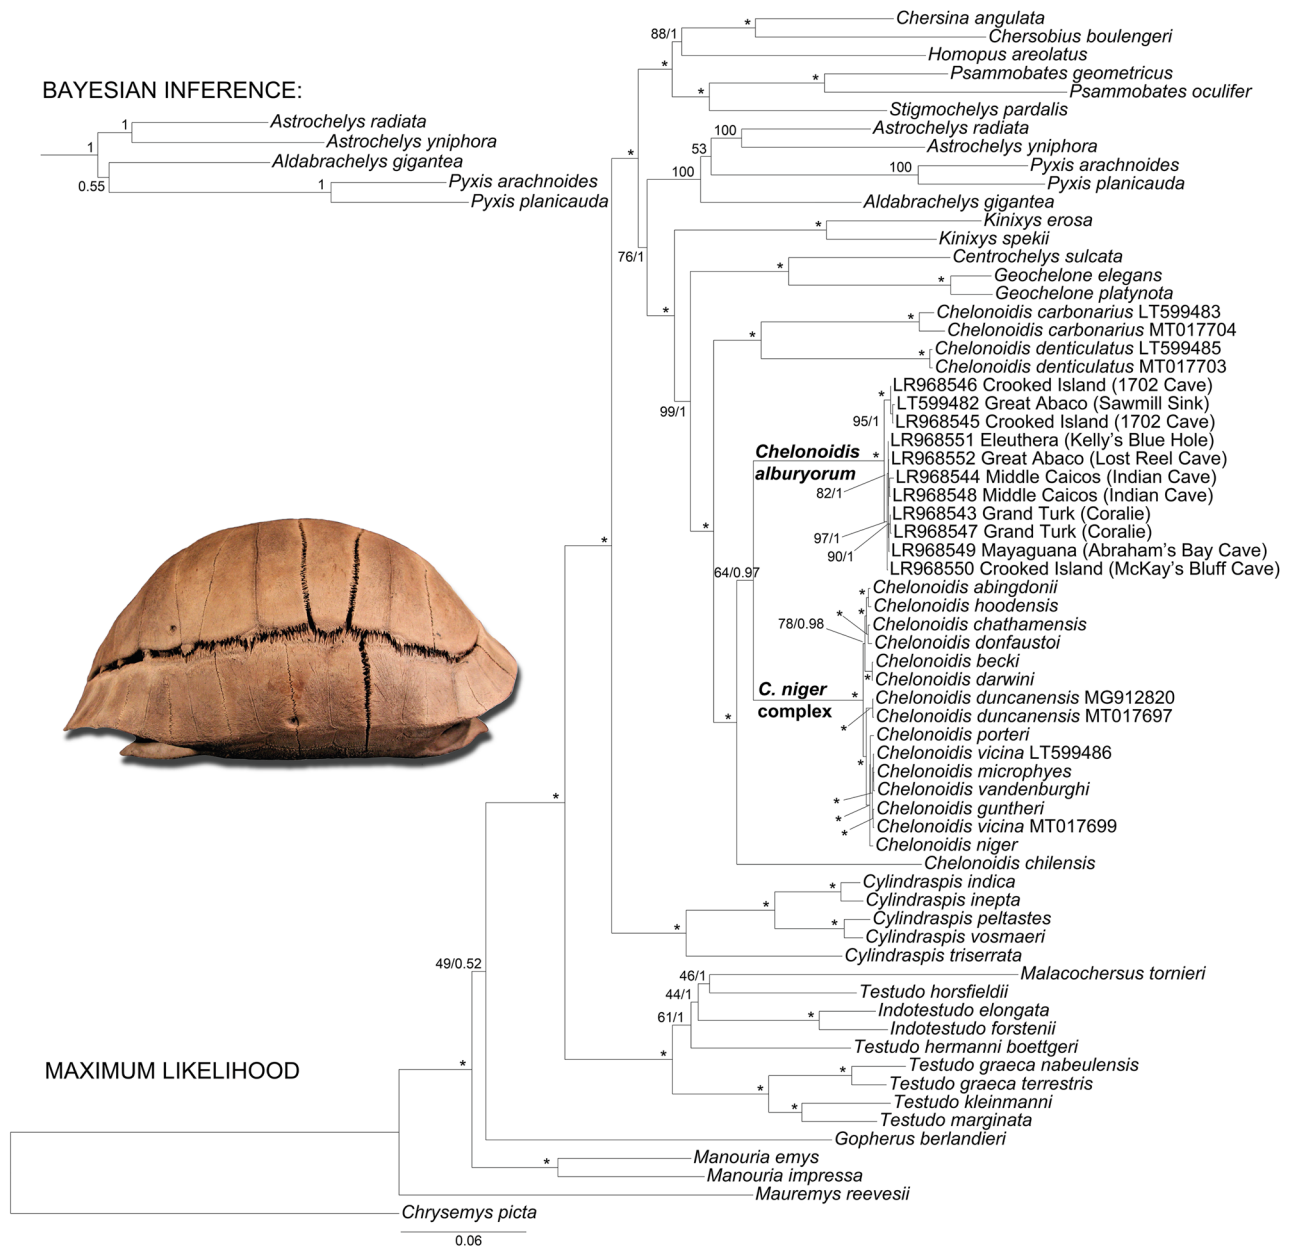 BAYESIAN INFERENCE:
1
Astrochelys radiata
Astrochelys yniphora
1
Aldabrachelys gigantea
0.55
1
Pyxis arachnoides
Pyxis planicauda
*
Chersina angulata
88/1
Chersobius boulengeri
Homopus areolatus
*
*
Psammobates geometricus
*
Psammobates oculifer
Stigmochelys pardalis
100
Astrochelys radiata
53
Astrochelys yniphora
*
100
100
Pyxis arachnoides
Pyxis planicauda
Aldabrachelys gigantea
*
Kinixys erosa
Kinixys spekii
76/1
*
Centrochelys sulcata
*
Geochelone elegans
Geochelone platynota
*
*
Chelonoidis carbonarius LT599483
*
Chelonoidis carbonarius MT017704
*
Chelonoidis denticulatus LT599485
Chelonoidis denticulatus MT017703
*
LR968546 Crooked Island (1702 Cave)
99/1
LT599482 Great Abaco (Sawmill Sink)
95/1
LR968545 Crooked Island (1702 Cave)
LR968551 Eleuthera (Kelly's Blue Hole)
Chelonoidis
alburyorum
*
LR968552 Great Abaco (Lost Reel Cave)
LR968544 Middle Caicos (Indian Cave)
82/1
LR968548 Middle Caicos (Indian Cave)
LR968543 Grand Turk (Coralie)
*
LR968547 Grand Turk (Coralie)
97/1
90/1
LR968549 Mayaguana (Abraham's Bay Cave)
LR968550 Crooked Island (McKay's Bluff Cave)
*
64/0.97
*
Chelonoidis abingdonii
*
Chelonoidis hoodensis
*
78/0.98
Chelonoidis chathamensis
Chelonoidis donfaustoi
Chelonoidis becki
*
Chelonoidis darwini
C. niger
complex
*
Chelonoidis duncanensis MG912820
*
*
Chelonoidis duncanensis MT017697
Chelonoidis porteri
Chelonoidis vicina LT599486
*
Chelonoidis microphyes
*
Chelonoidis vandenburghi
*
Chelonoidis guntheri
*
Chelonoidis vicina MT017699
Chelonoidis niger
Chelonoidis chilensis
*
*
Cylindraspis indica
*
Cylindraspis inepta
*
*
Cylindraspis peltastes
Cylindraspis vosmaeri
Cylindraspis triserrata
49/0.52
46/1
Malacochersus tornieri
44/1
Testudo horsfieldii
61/1
*
Indotestudo elongata
Indotestudo forstenii
*
Testudo hermanni boettgeri
*
MAXIMUM LIKELIHOOD
*
Testudo graeca nabeulensis
*
Testudo graeca terrestris
*
Testudo kleinmanni
Testudo marginata
Gopherus berlandieri
*
Manouria emys
Manouria impressa
Mauremys reevesii
Chrysemys picta
0.06